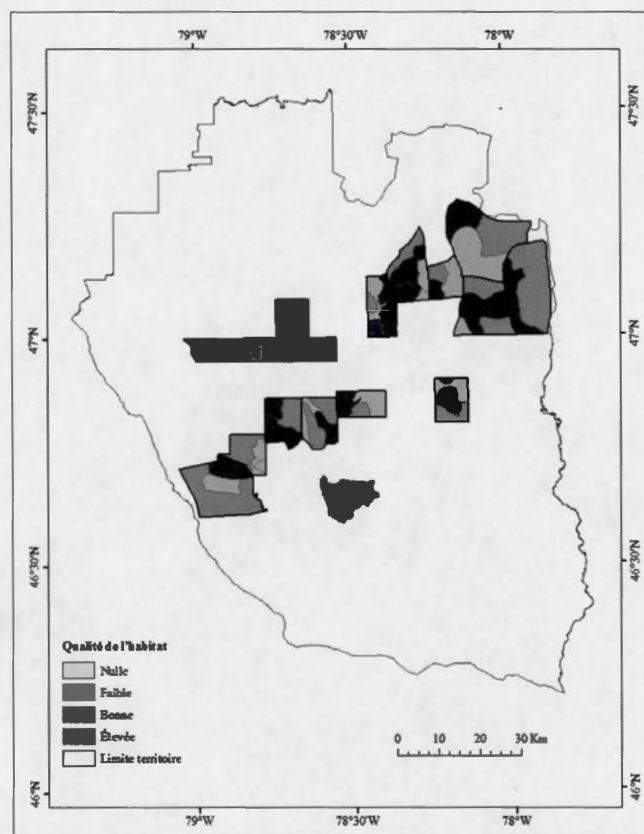 79°W 78°30'W 78°W
47°30'N 47°30'N
47°N 47°N
46°30'N 46°30'N
Qualité de l'habitat
Nulle
Faible
Bonne
Élevée
Limite territoire
0 10 20 30 Km
46°N 46°N
79°W 78°30'W 78°W